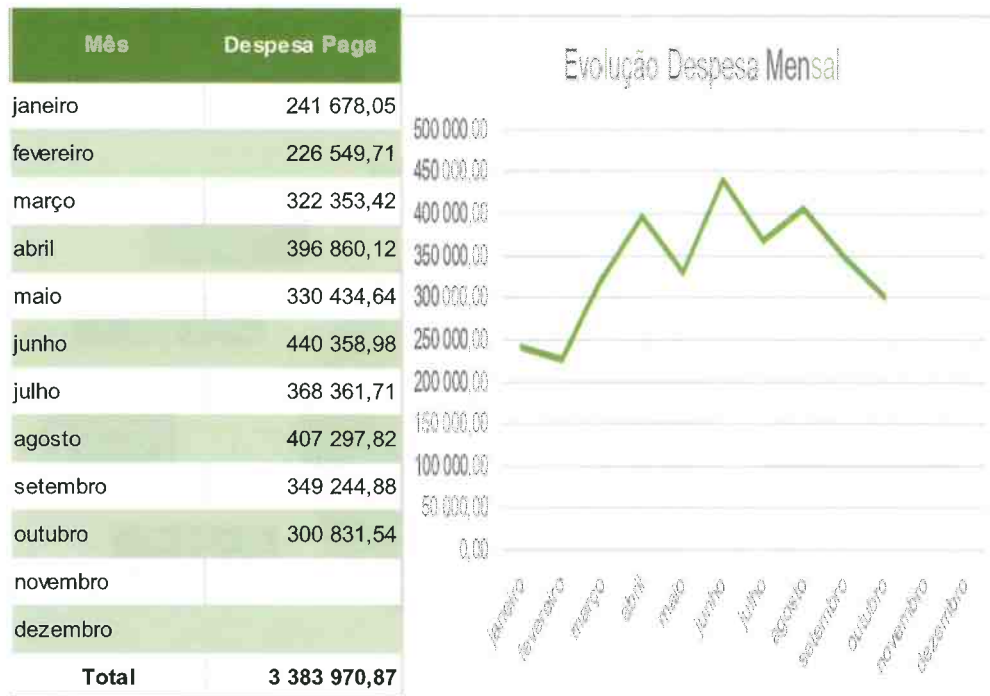 Mês Despesa Paga
janeiro 241 678,05
fevereiro 226 549,71
março 322 353,42
abril 396 860,12
maio 330 434,64
junho 440 358,98
julho 368 361,71
agosto 407 297,82
setembro 349 244,88
outubro 300 831,54
novembro
dezembro
Total 3 383 970,87
Evolução Despesa Mensal
500 000,00
450 000,00
400 000,00
350 000,00
300 000,00
250 000,00
200 000,00
150 000,00
100 000,00
50 000,00
0,00
janeiro
fevereiro
março
abril
maio
junho
julho
agosto
setembro
outubro
novembro
dezembro